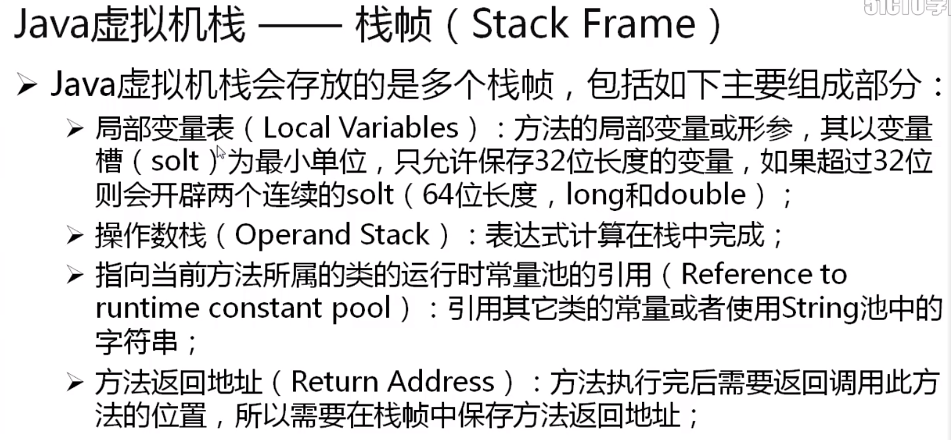 51CTO学
Java虚拟机栈 —— 栈帧（Stack Frame）
➢ Java虚拟机栈会存放的是多个栈帧，包括如下主要组成部分：
➢ 局部变量表（Local Variables）：方法的局部变量或形参，其以变量
槽（solt）为最小单位，只允许保存32位长度的变量，如果超过32位
则会开辟两个连续的solt（64位长度，long和double）；
➢ 操作数栈（Operand Stack）：表达式计算在栈中完成；
➢ 指向当前方法所属的类的运行时常量池的引用（Reference to
runtime constant pool）：引用其它类的常量或者使用String池中的
字符串；
➢ 方法返回地址（Return Address）：方法执行完后需要返回调用此方
法的位置，所以需要在栈帧中保存方法返回地址；